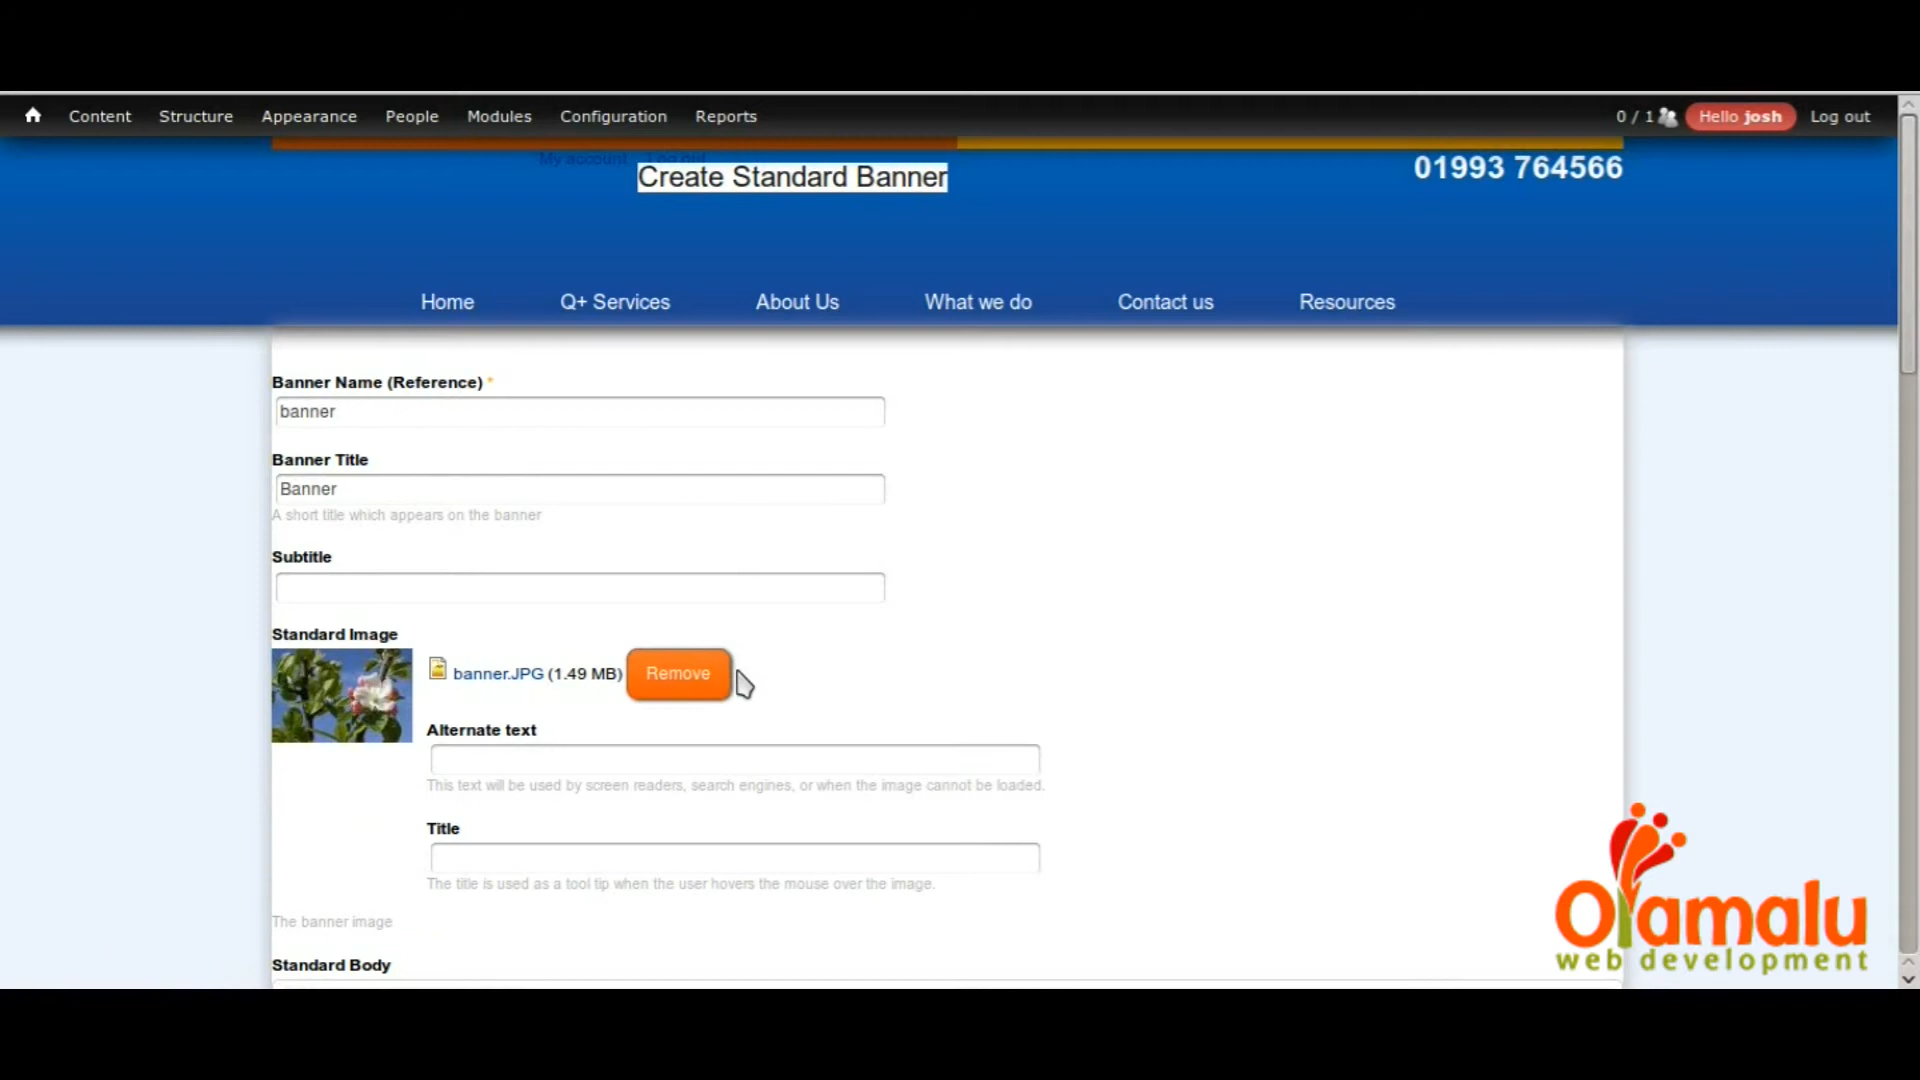 Content Structure Appearance People Modules Configuration Reports 0 / 1 Hello josh Log out
My account Log out
Create Standard Banner
01993 764566
Home Q+ Services About Us What we do Contact us Resources
Banner Name (Reference) *
banner
Banner Title
Banner
A short title which appears on the banner
Subtitle
Standard Image
banner.JPG (1.49 MB) Remove
Alternate text
This text will be used by screen readers, search engines, or when the image cannot be loaded.
Title
The title is used as a tool tip when the user hovers the mouse over the image.
The banner image
Standard Body
Olamalu
web development